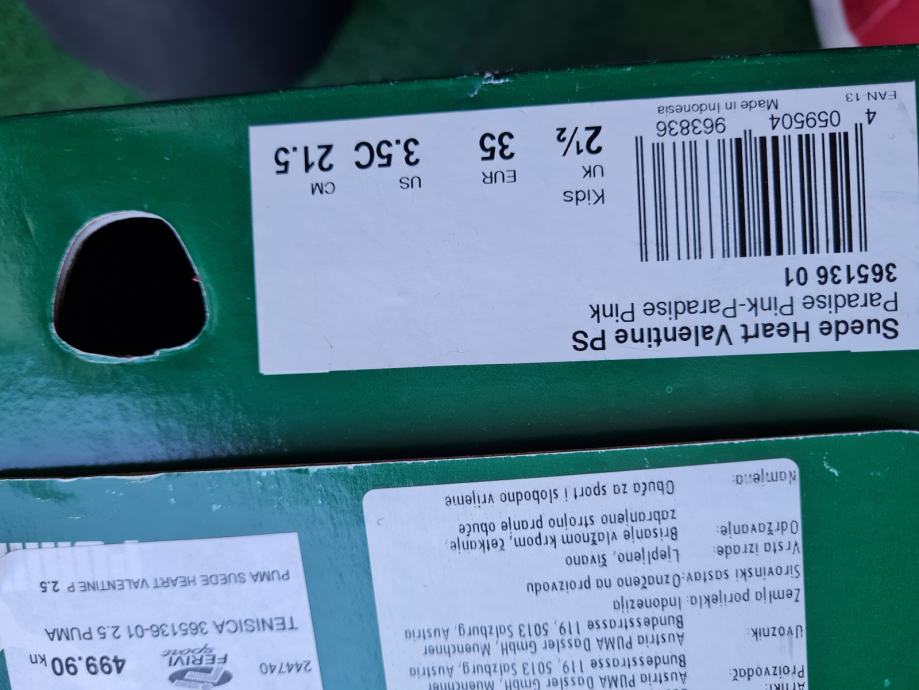 Artikl:
Proizvođač: Austria PUMA Dassler GmbH, Muenchner
Bundesstrasse 119, 5013 Salzburg, Austria
Uvoznik: Austria PUMA Dassler GmbH, Muenchner
Bundesstrasse 119, 5013 Salzburg, Austria
Zemlja porijekla: Indonezija
Sirovinski sastav: Označeno na proizvodu
Vrsta izrade: Ljepljeno, šivano
Održavanje: Brisanje vlažnom krpom, četkanje,
zabranjeno strojno pranje obuće
Namjena: Obuća za sport i slobodno vrijeme
244740 FERIVI sport 499.90 kn
TENISICA 365136-01 2.5 PUMA
PUMA SUEDE HEART VALENTINE P 2.5
Suede Heart Valentine PS
Paradise Pink-Paradise Pink
365136 01
Kids
UK EUR US CM
2½ 35 3.5C 21.5
4 059504 963836
EAN-13 Made in Indonesia